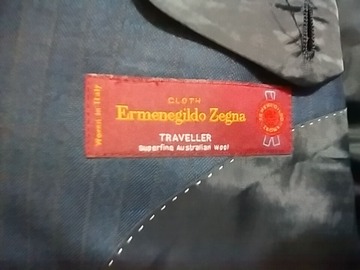 CLOTH
Ermenegildo Zegna
TRAVELLER
Superfine Australian Wool
Woven in Italy